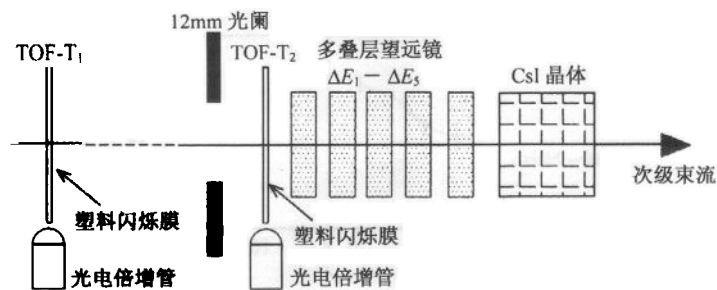 12mm 光阑
TOF-T₁
TOF-T₂
多叠层望远镜
ΔE₁－ΔE₅
CsI 晶体
次级束流
塑料闪烁膜
塑料闪烁膜
光电倍增管
光电倍增管